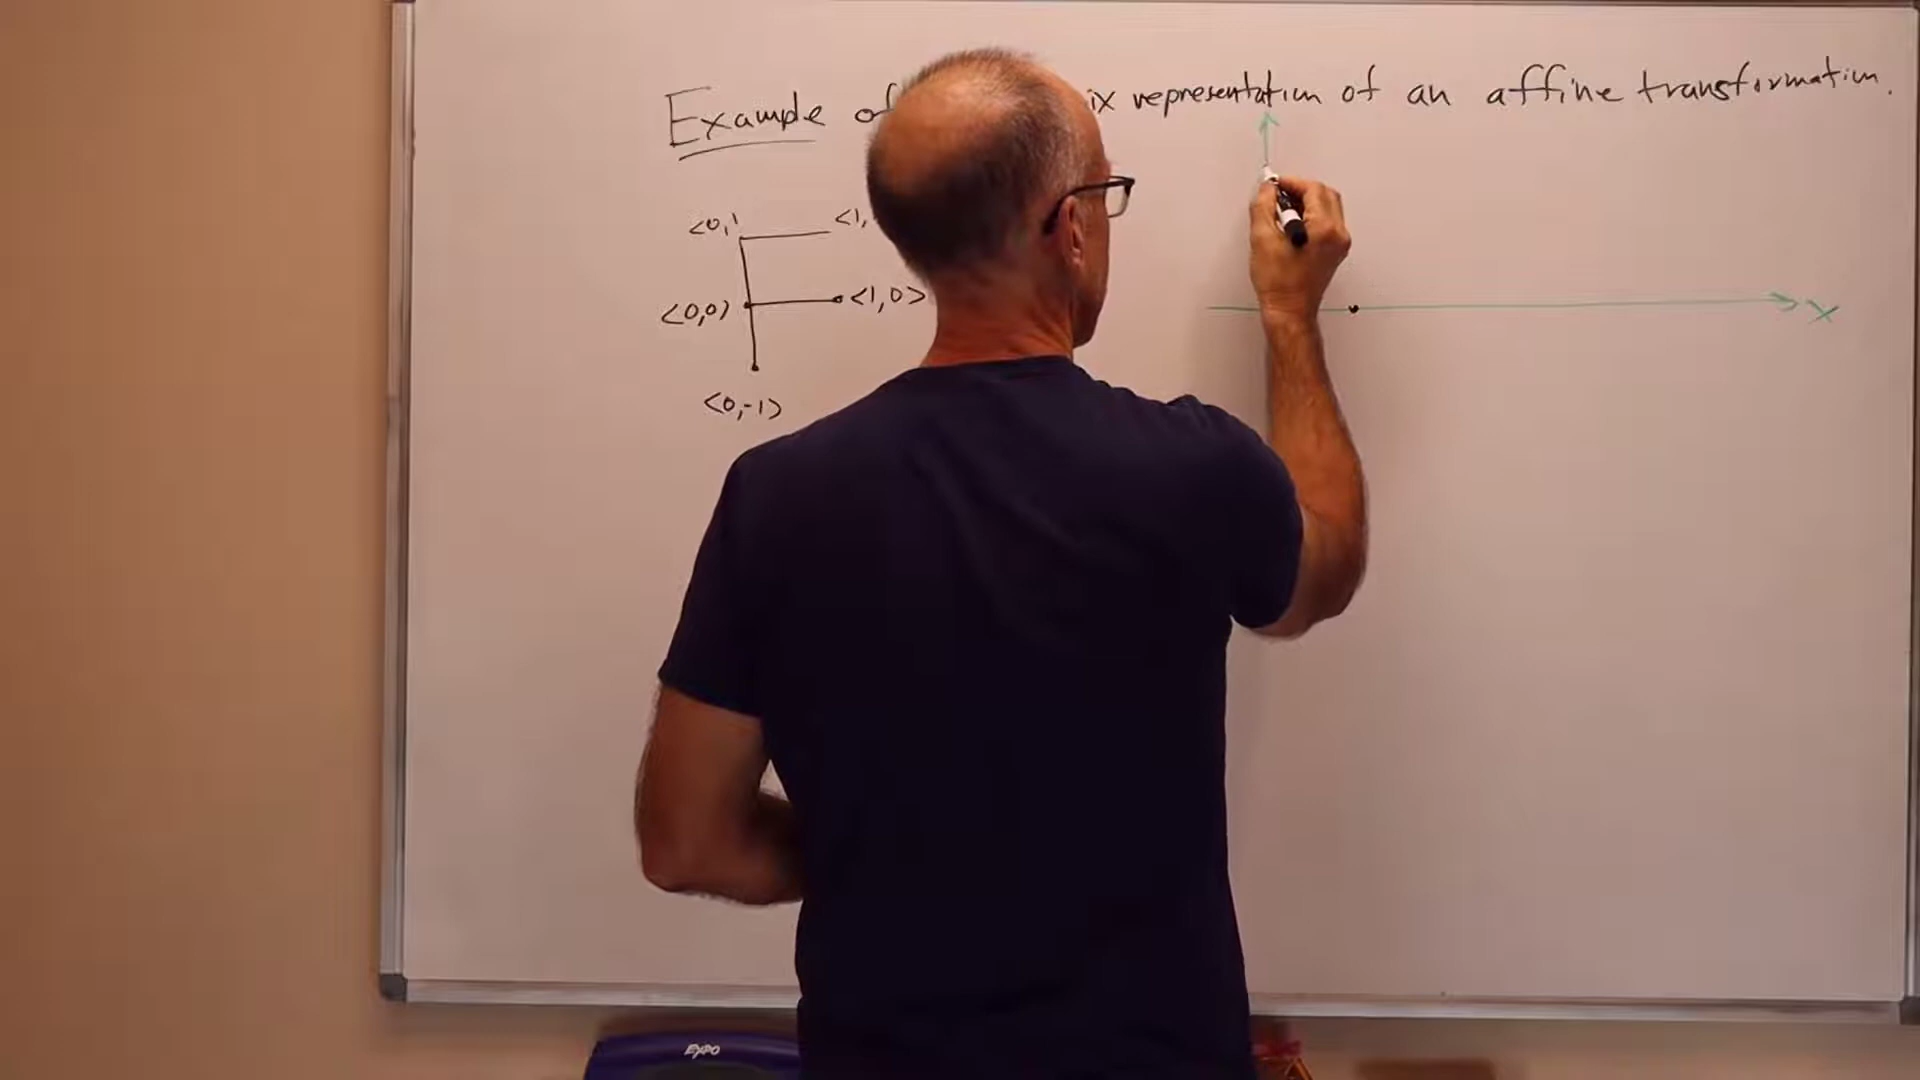 Example of ix representation of an affine transformation.
<0,1 <1,
<0,0> <1,0>
X
<0,-1>
EXPO